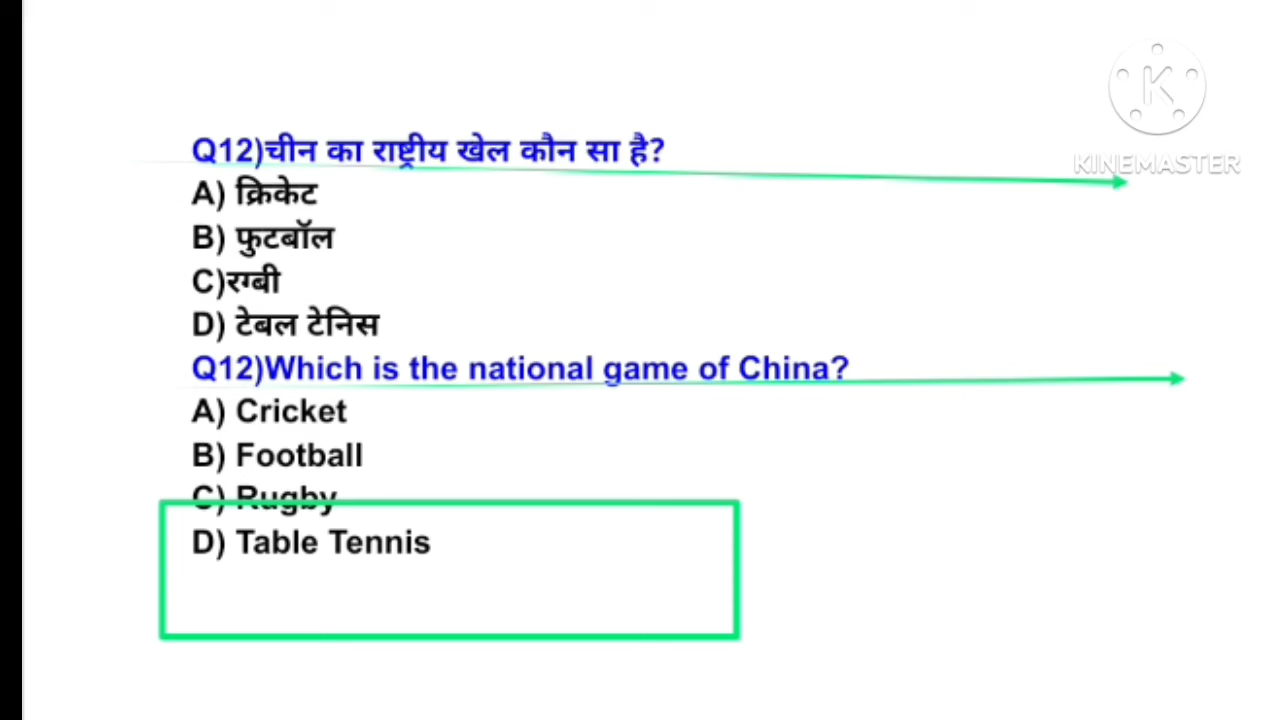 Q12)चीन का राष्ट्रीय खेल कौन सा है?
A) क्रिकेट
B) फुटबॉल
C)रग्बी
D) टेबल टेनिस
Q12)Which is the national game of China?
A) Cricket
B) Football
C) Rugby
D) Table Tennis
K
KINEMASTER